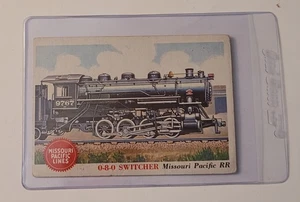 9767
MISSOURI
PACIFIC
LINES
0-8-0 SWITCHER Missouri Pacific RR